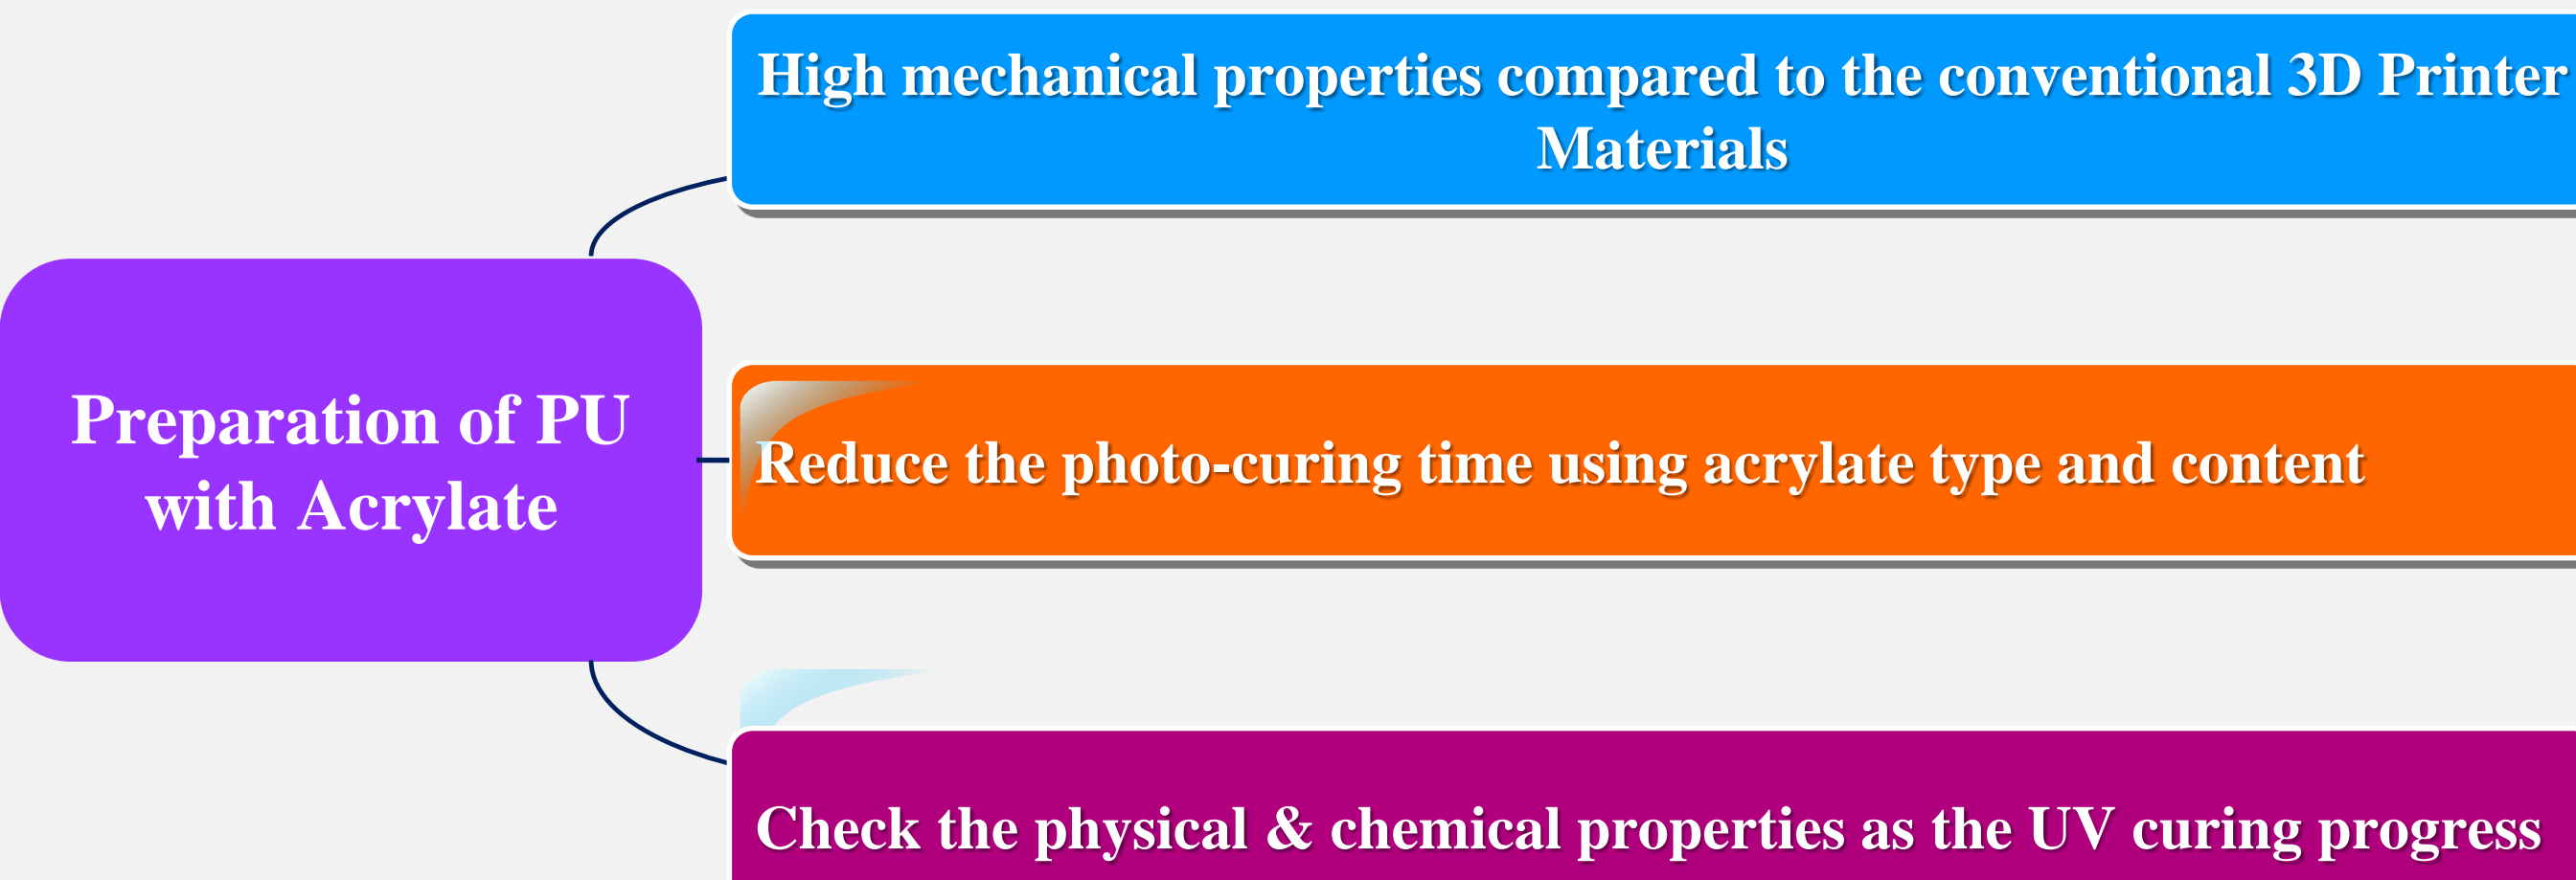 High mechanical properties compared to the conventional 3D Printer
Materials
Preparation of PU
with Acrylate
Reduce the photo-curing time using acrylate type and content
Check the physical & chemical properties as the UV curing progress